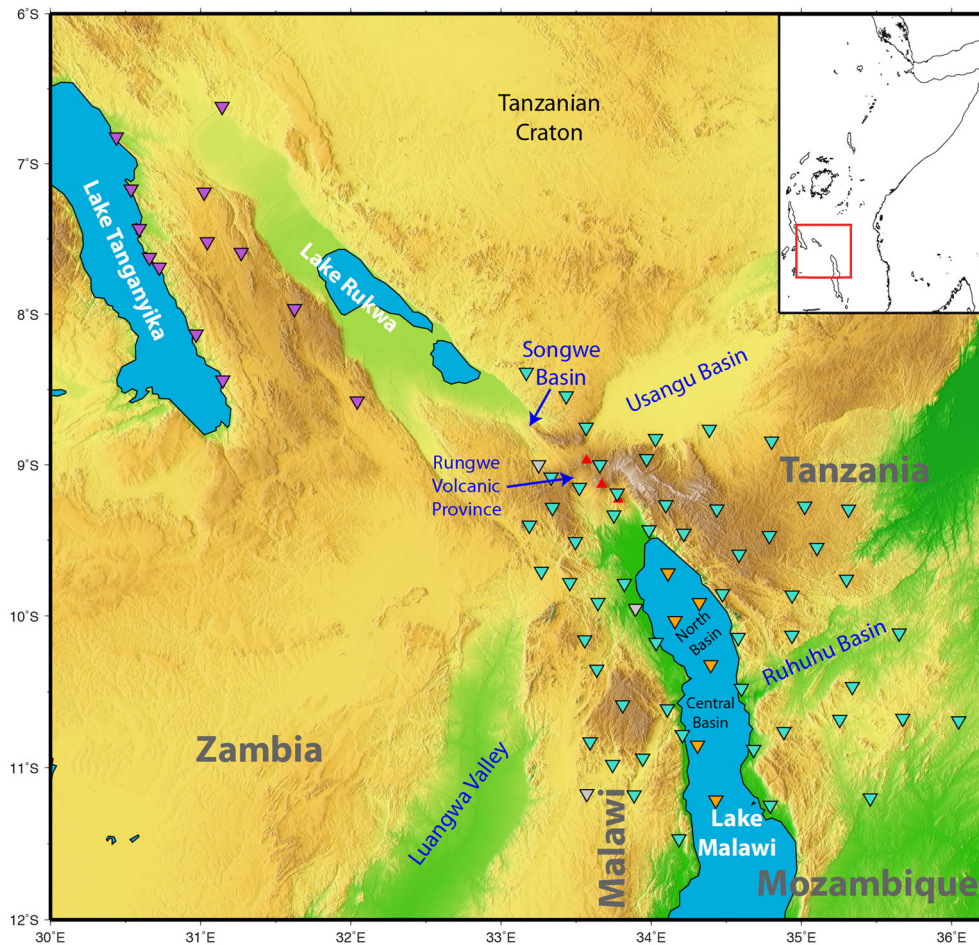 6°S
7°S
8°S
9°S
10°S
11°S
12°S
30°E
31°E
32°E
33°E
34°E
35°E
36°E
Tanzanian
Craton
Lake Tanganyika
Lake Rukwa
Songwe
Basin
Usangu Basin
Rungwe
Volcanic
Province
Tanzania
North
Basin
Ruhuhu Basin
Central
Basin
Zambia
Luangwa Valley
Malawi
Lake
Malawi
Mozambique